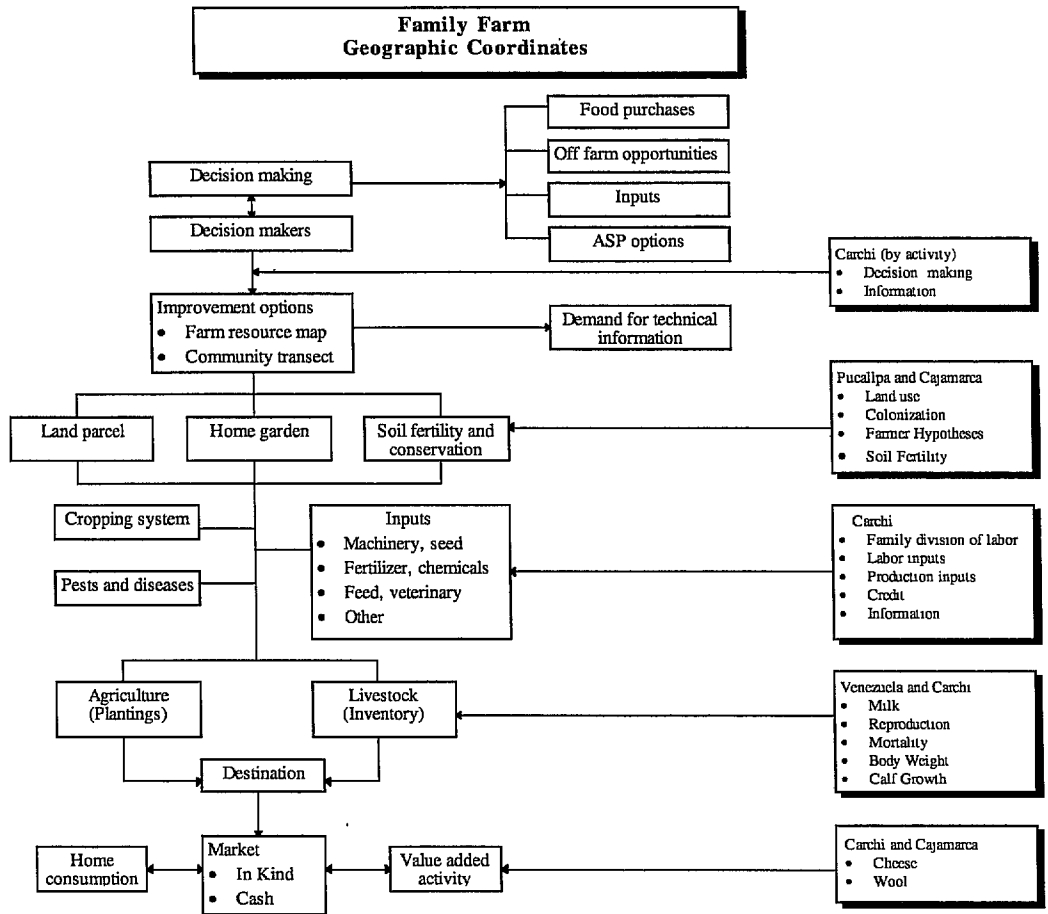 Family Farm
Geographic Coordinates
Food purchases
Off farm opportunities
Decision making
Inputs
Decision makers
ASP options
Carchi (by activity)
• Decision making
• Information
Improvement options
• Farm resource map
• Community transect
Demand for technical
information
Pucallpa and Cajamarca
• Land use
• Colonization
• Farmer Hypotheses
• Soil Fertility
Land parcel
Home garden
Soil fertility and
conservation
Cropping system
Pests and diseases
Inputs
• Machinery, seed
• Fertilizer, chemicals
• Feed, veterinary
• Other
Carchi
• Family division of labor
• Labor inputs
• Production inputs
• Credit
• Information
Agriculture
(Plantings)
Livestock
(Inventory)
Venezuela and Carchi
• Milk
• Reproduction
• Mortality
• Body Weight
• Calf Growth
Destination
Home
consumption
Market
• In Kind
• Cash
Value added
activity
Carchi and Cajamarca
• Cheese
• Wool